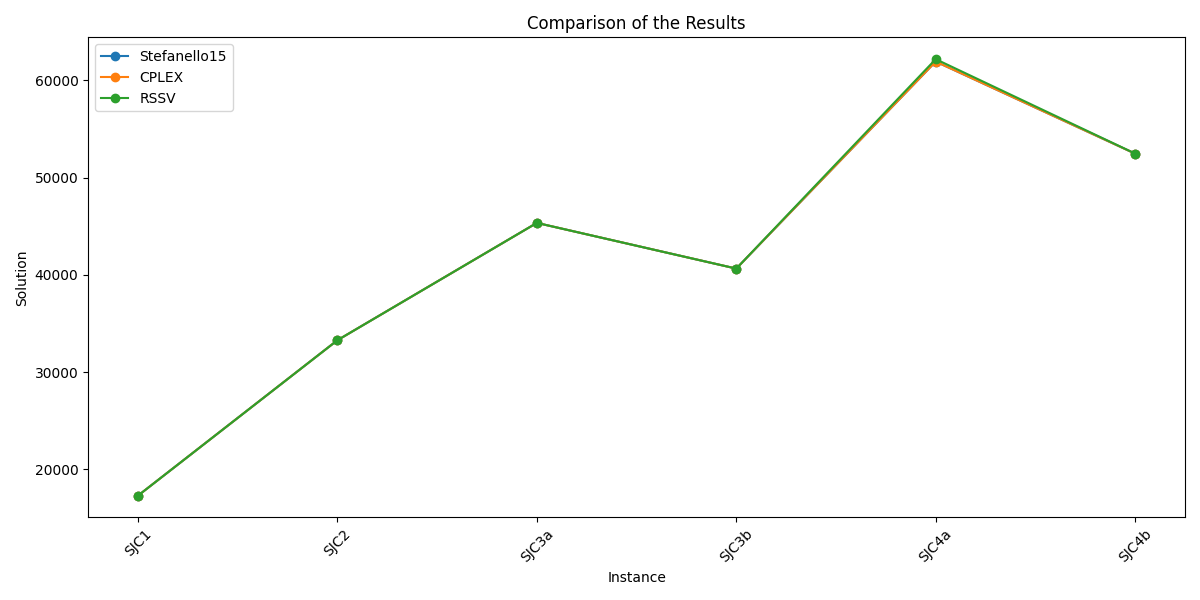 Comparison of the Results
Stefanello15
CPLEX
RSSV
60000
50000
40000
30000
20000
Solution
SJC1
SJC2
SJC3a
SJC3b
SJC4a
SJC4b
Instance